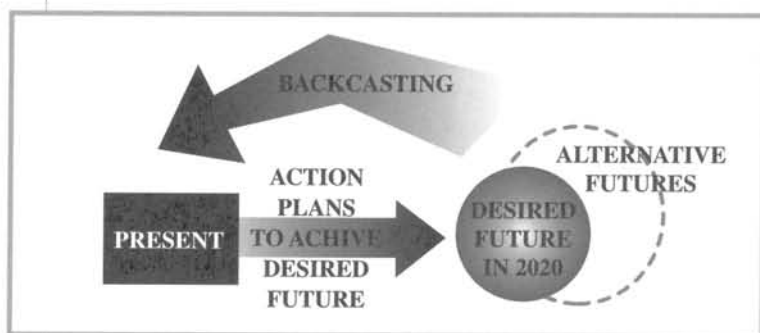 BACKCASTING
ALTERNATIVE
FUTURES
ACTION
PLANS
TO ACHIVE
DESIRED
FUTURE
PRESENT
DESIRED
FUTURE
IN 2020